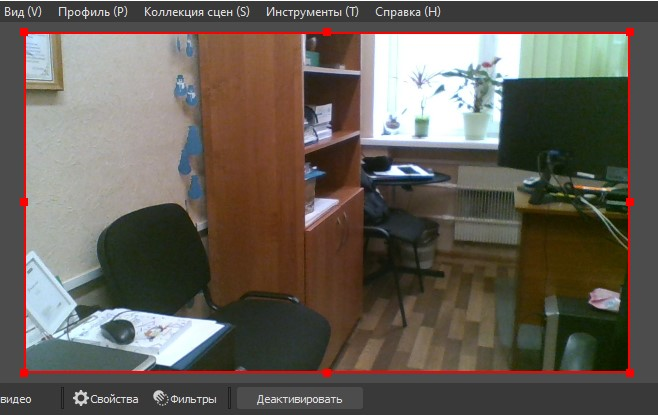 Вид (V) Профиль (P) Коллекция сцен (S) Инструменты (T) Справка (H)
видео Свойства Фильтры Деактивировать